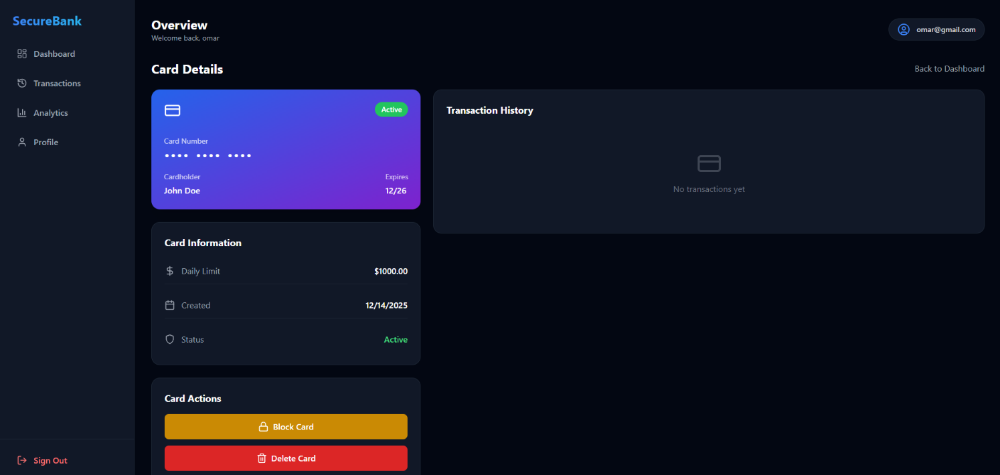 SecureBank
Dashboard
Transactions
Analytics
Profile
Sign Out
Overview
Welcome back, omar
omar@gmail.com
Card Details
Back to Dashboard
Active
Card Number
•••• •••• ••••
Cardholder Expires
John Doe 12/26
Card Information
Daily Limit $1000.00
Created 12/14/2025
Status Active
Card Actions
Block Card
Delete Card
Transaction History
No transactions yet